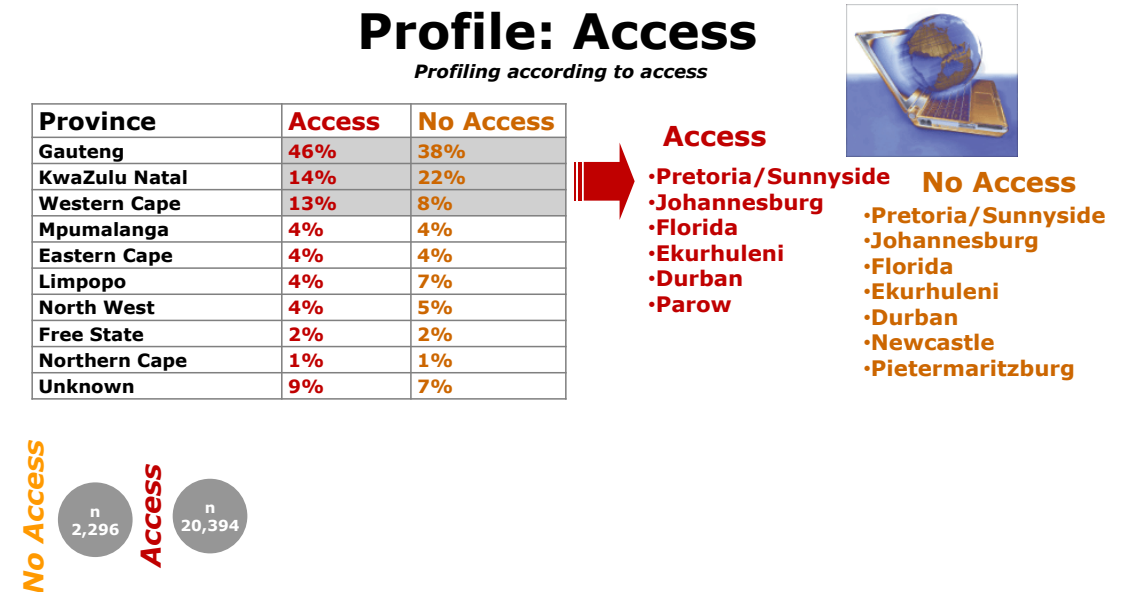 Profile: Access
Profiling according to access
Province Access No Access
Gauteng 46% 38%
KwaZulu Natal 14% 22%
Western Cape 13% 8%
Mpumalanga 4% 4%
Eastern Cape 4% 4%
Limpopo 4% 7%
North West 4% 5%
Free State 2% 2%
Northern Cape 1% 1%
Unknown 9% 7%
Access
•Pretoria/Sunnyside
•Johannesburg
•Florida
•Ekurhuleni
•Durban
•Parow
No Access
•Pretoria/Sunnyside
•Johannesburg
•Florida
•Ekurhuleni
•Durban
•Newcastle
•Pietermaritzburg
No Access
n
2,296
Access
n
20,394